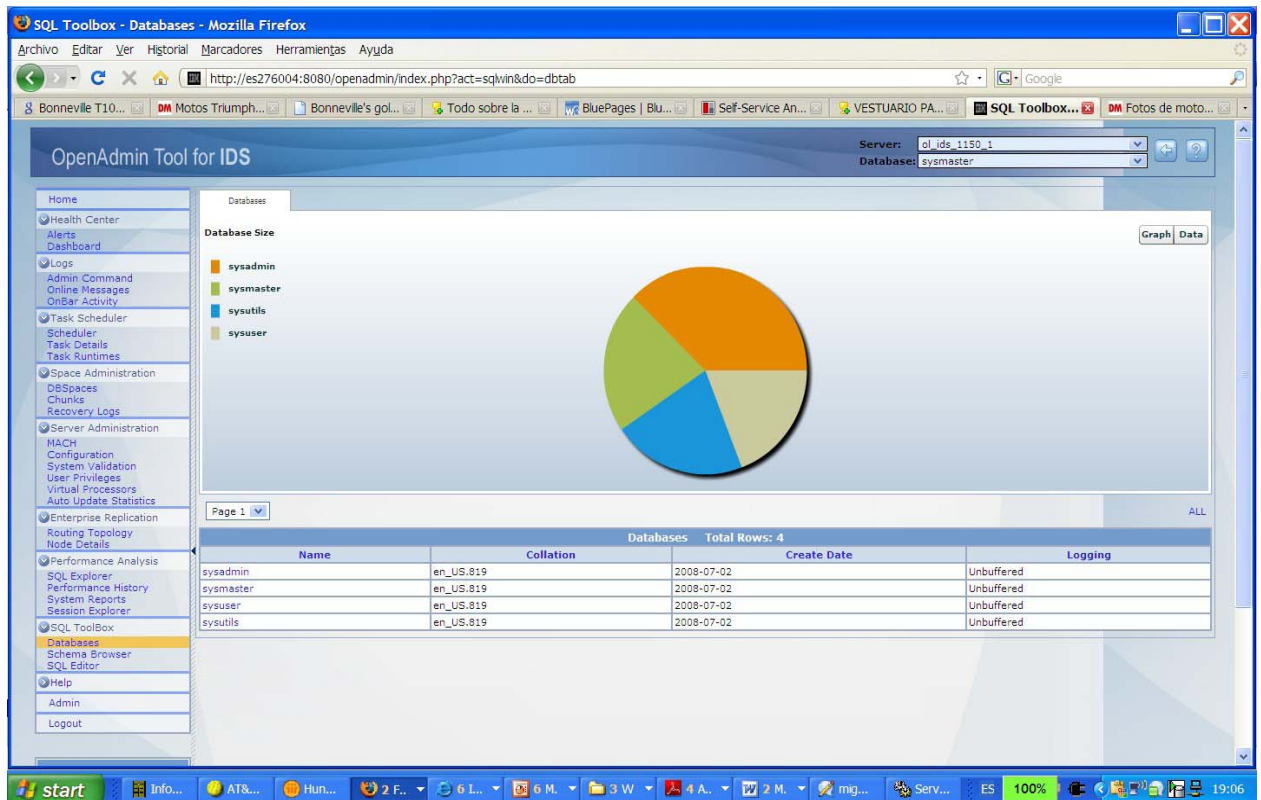 SQL Toolbox - Databases - Mozilla Firefox
Archivo Editar Ver Historial Marcadores Herramientas Ayuda
http://es276004:8080/openadmin/index.php?act=sqlwin&do=dbtab
Google
Bonneville T10...
Motos Triumph...
Bonneville's gol...
Todo sobre la ...
BluePages | Blu...
Self-Service An...
VESTUARIO PA...
SQL Toolbox...
Fotos de moto...
OpenAdmin Tool for IDS
Server: ol_ids_1150_1
Database: sysmaster
Home
Health Center
Alerts
Dashboard
Logs
Admin Command
Online Messages
OnBar Activity
Task Scheduler
Scheduler
Task Details
Task Runtimes
Space Administration
DBSpaces
Chunks
Recovery Logs
Server Administration
MACH
Configuration
System Validation
User Privileges
Virtual Processors
Auto Update Statistics
Enterprise Replication
Routing Topology
Node Details
Performance Analysis
SQL Explorer
Performance History
System Reports
Session Explorer
SQL ToolBox
Databases
Schema Browser
SQL Editor
Help
Admin
Logout
Databases
Database Size
Graph Data
sysadmin
sysmaster
sysutils
sysuser
Page 1
ALL
Databases Total Rows: 4
Name Collation Create Date Logging
sysadmin en_US.819 2008-07-02 Unbuffered
sysmaster en_US.819 2008-07-02 Unbuffered
sysuser en_US.819 2008-07-02 Unbuffered
sysutils en_US.819 2008-07-02 Unbuffered
start Info... AT&... Hun... 2 F.. 6 l.. 6 M. 3 W 4 A.. 2 M. mig... Serv... ES 100% 19:06